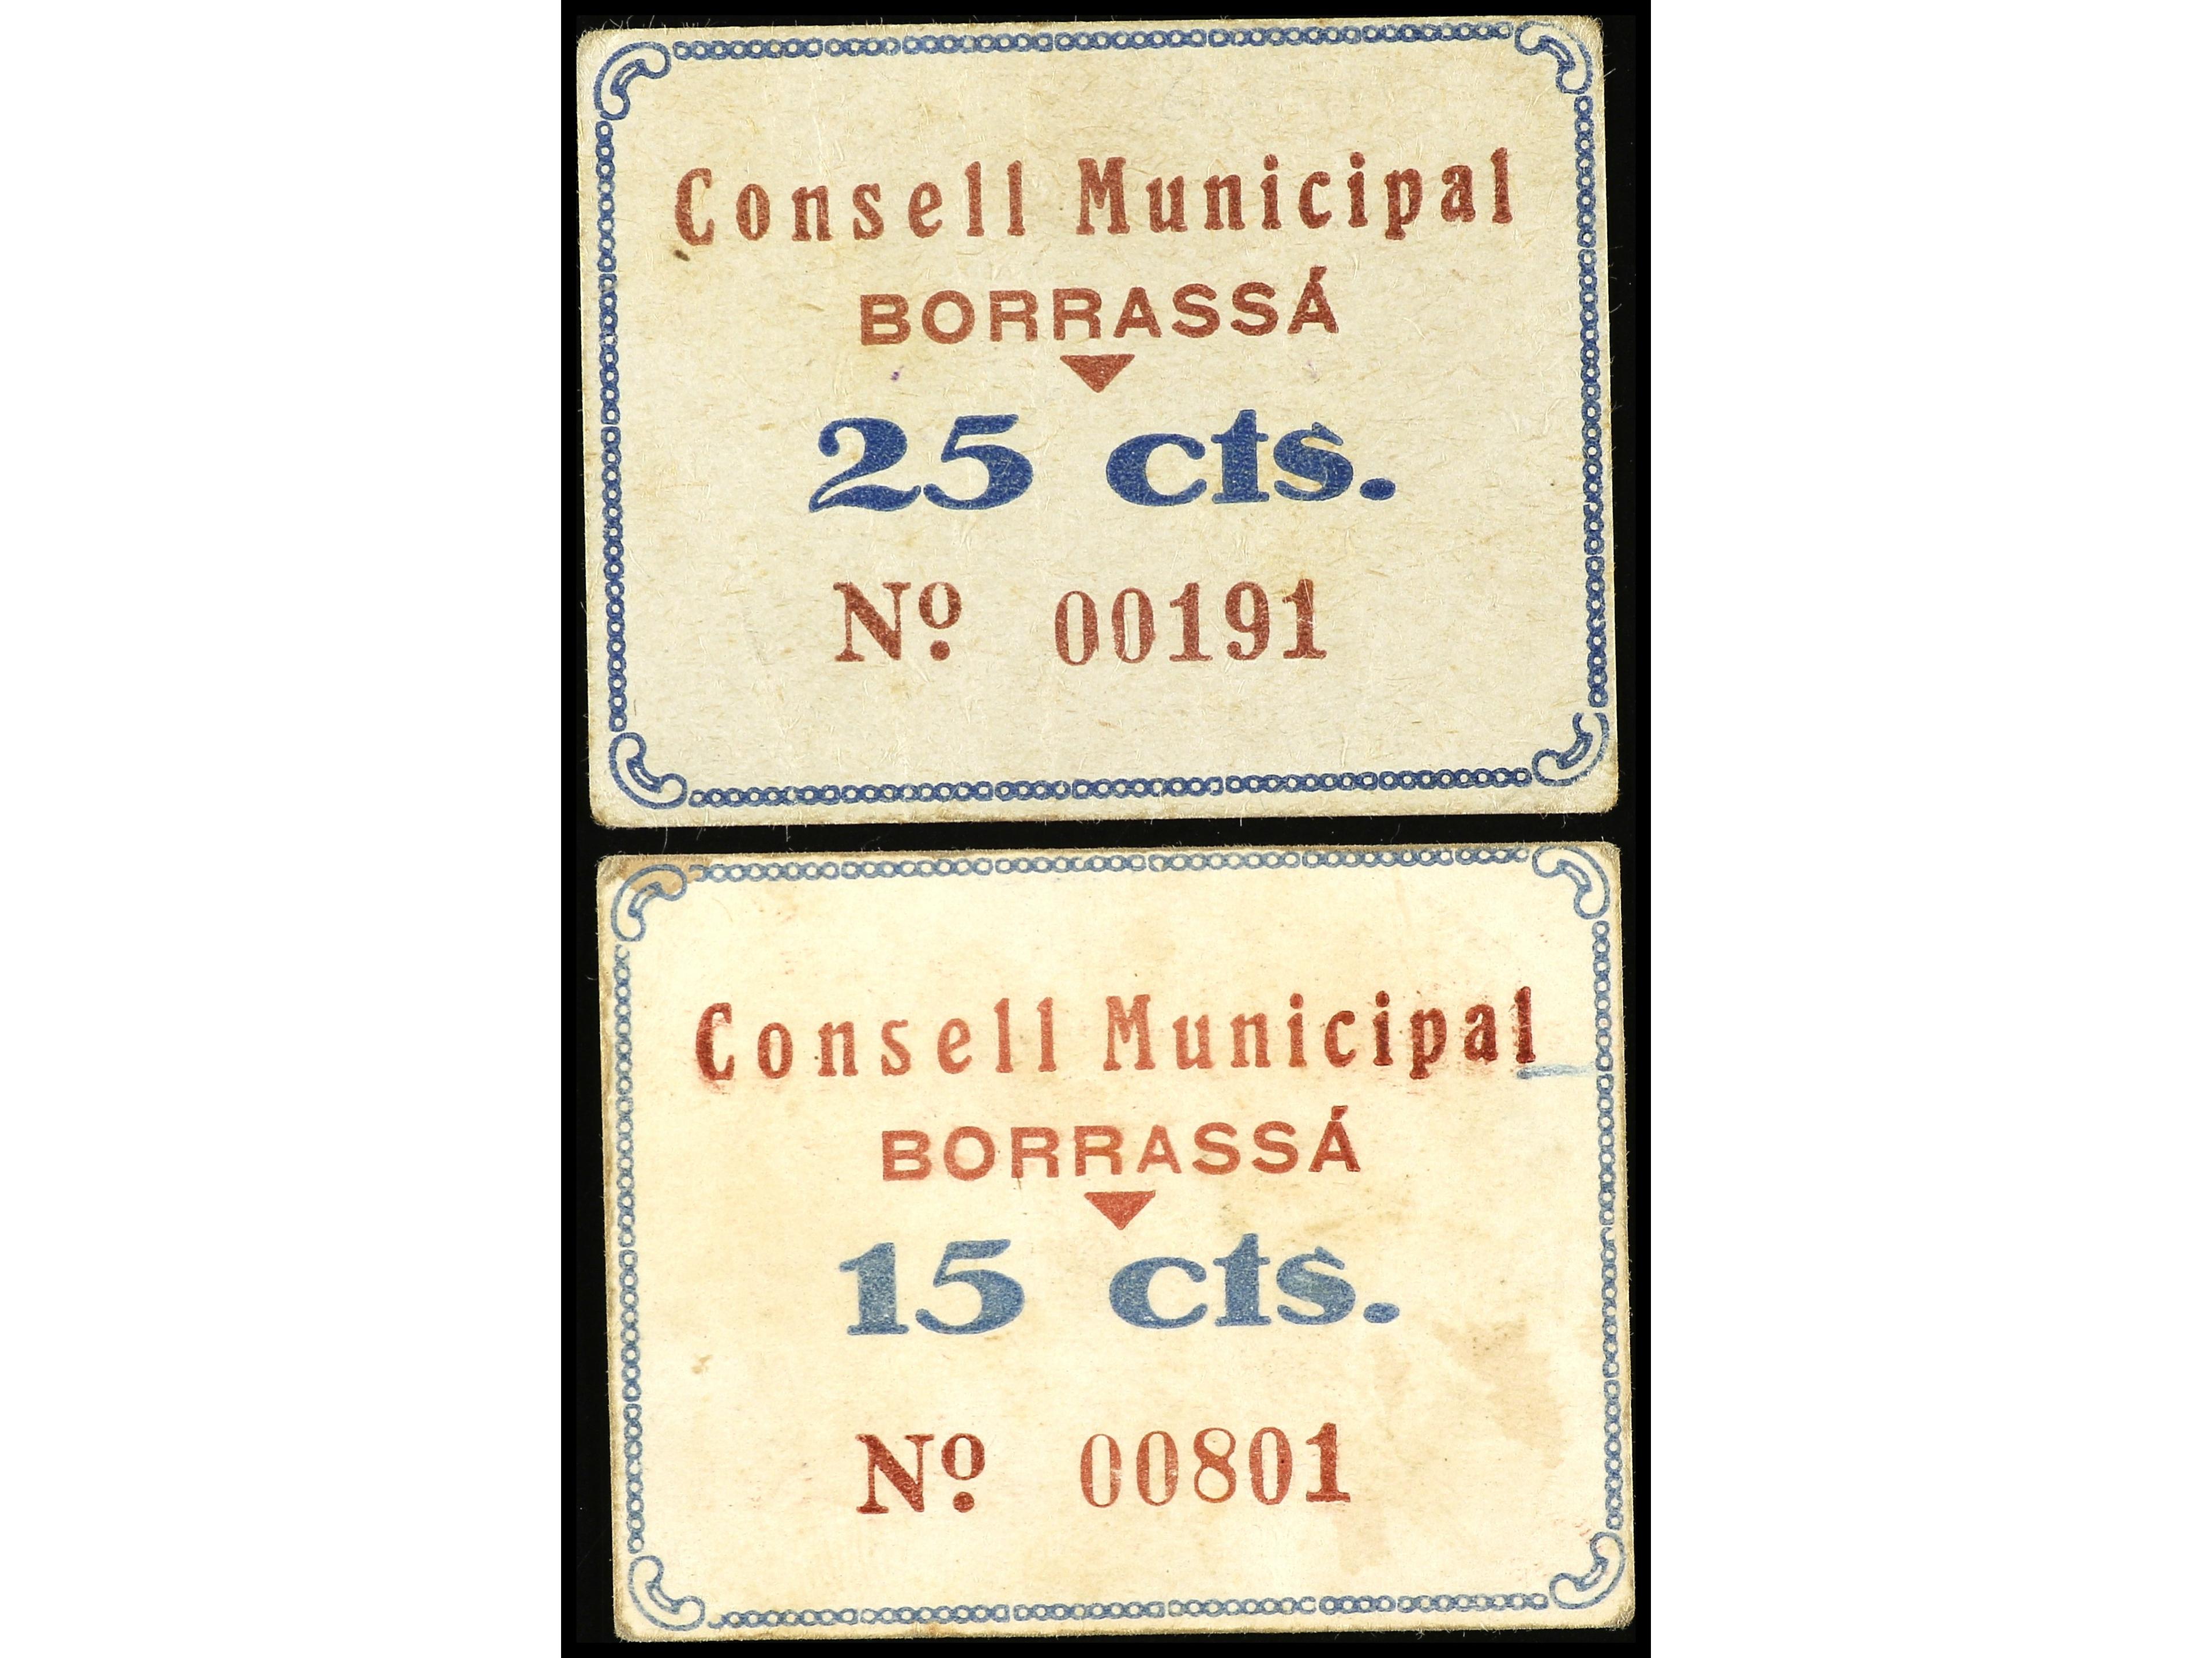 Consell Municipal
BORRASSÁ
25 cts.
Nº 00191
Consell Municipal
BORRASSÁ
15 cts.
Nº 00801